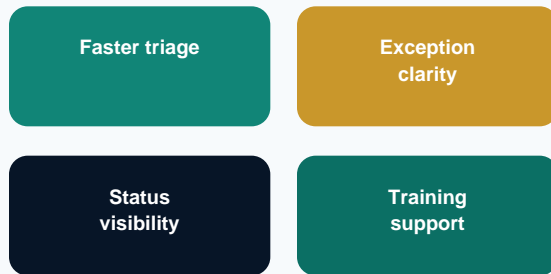 Faster triage
Exception
clarity
Status
visibility
Training
support